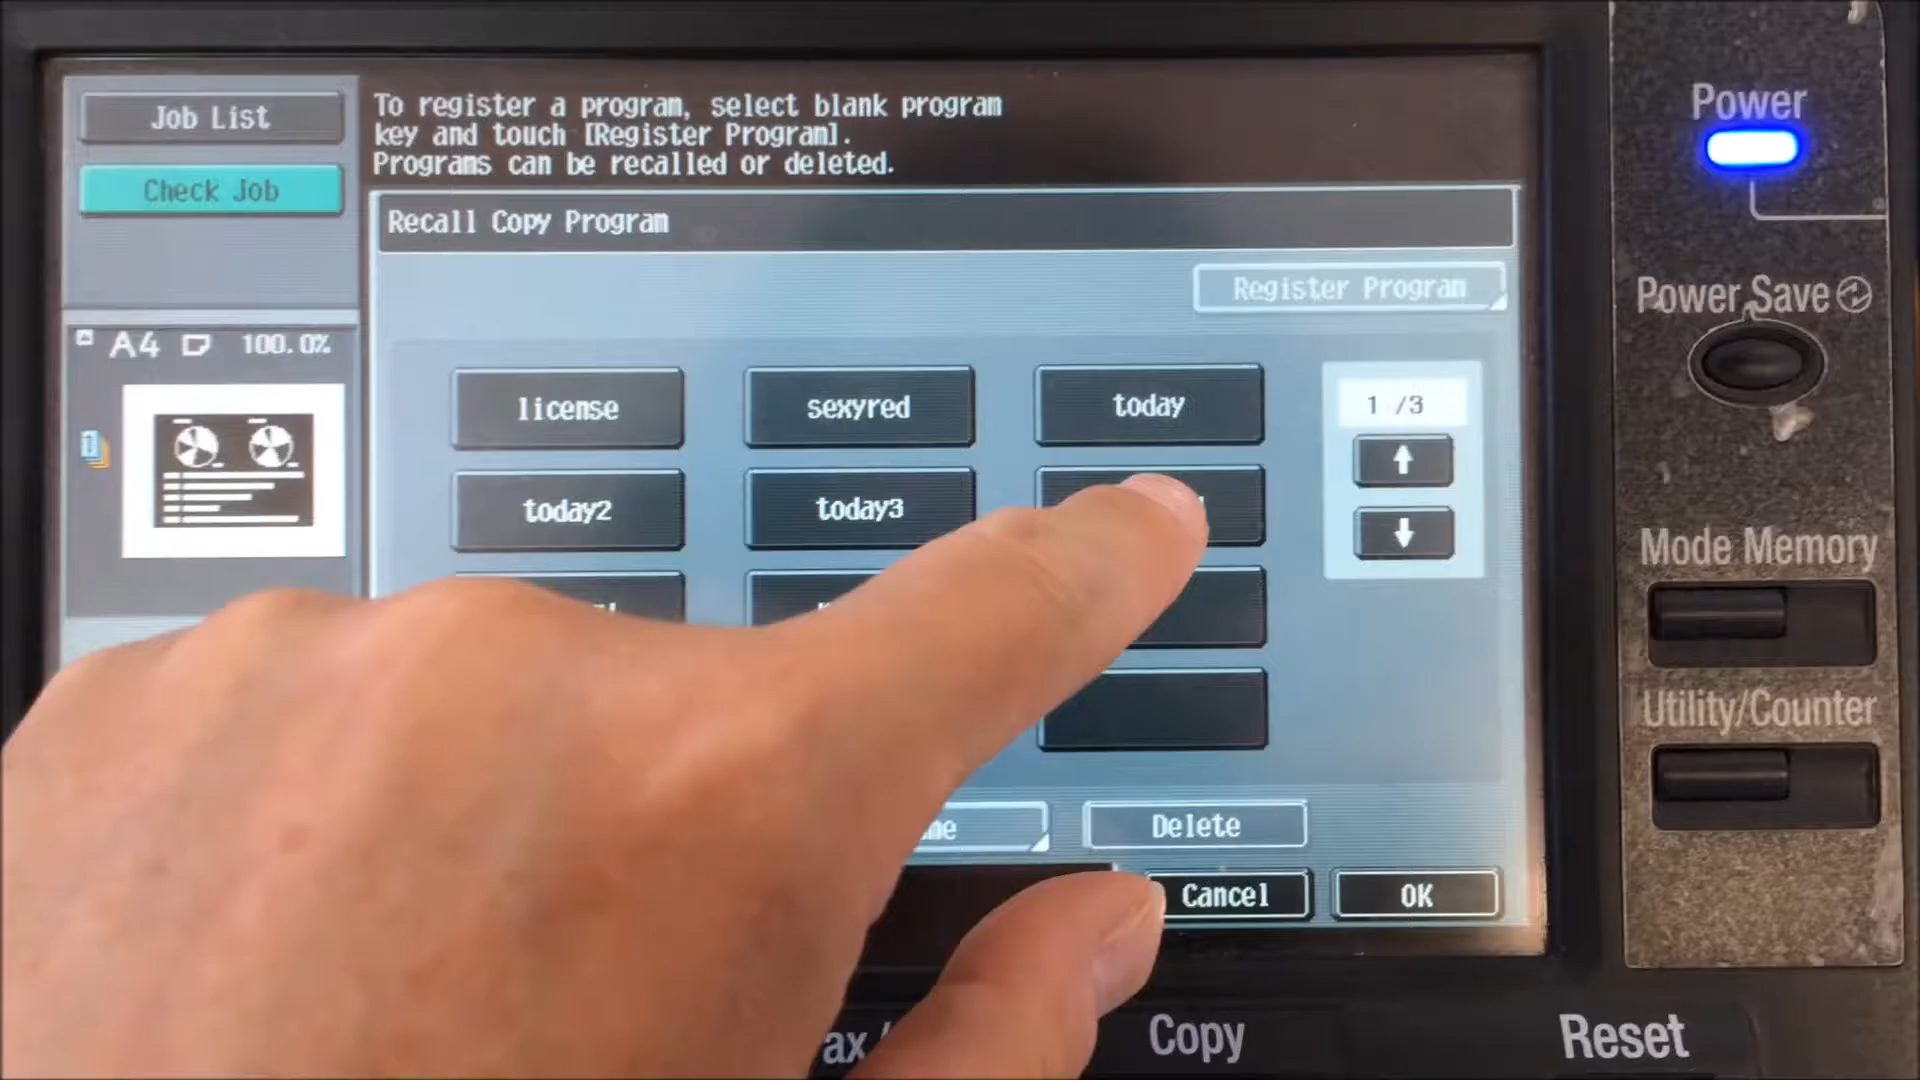 Job List
Check Job
To register a program, select blank program
key and touch [Register Program].
Programs can be recalled or deleted.
Recall Copy Program
Register Program
A4 100.0%
license
sexyred
today
1 /3
today2
today3
Delete
Cancel
OK
Power
Power Save
Mode Memory
Utility/Counter
Copy
Reset